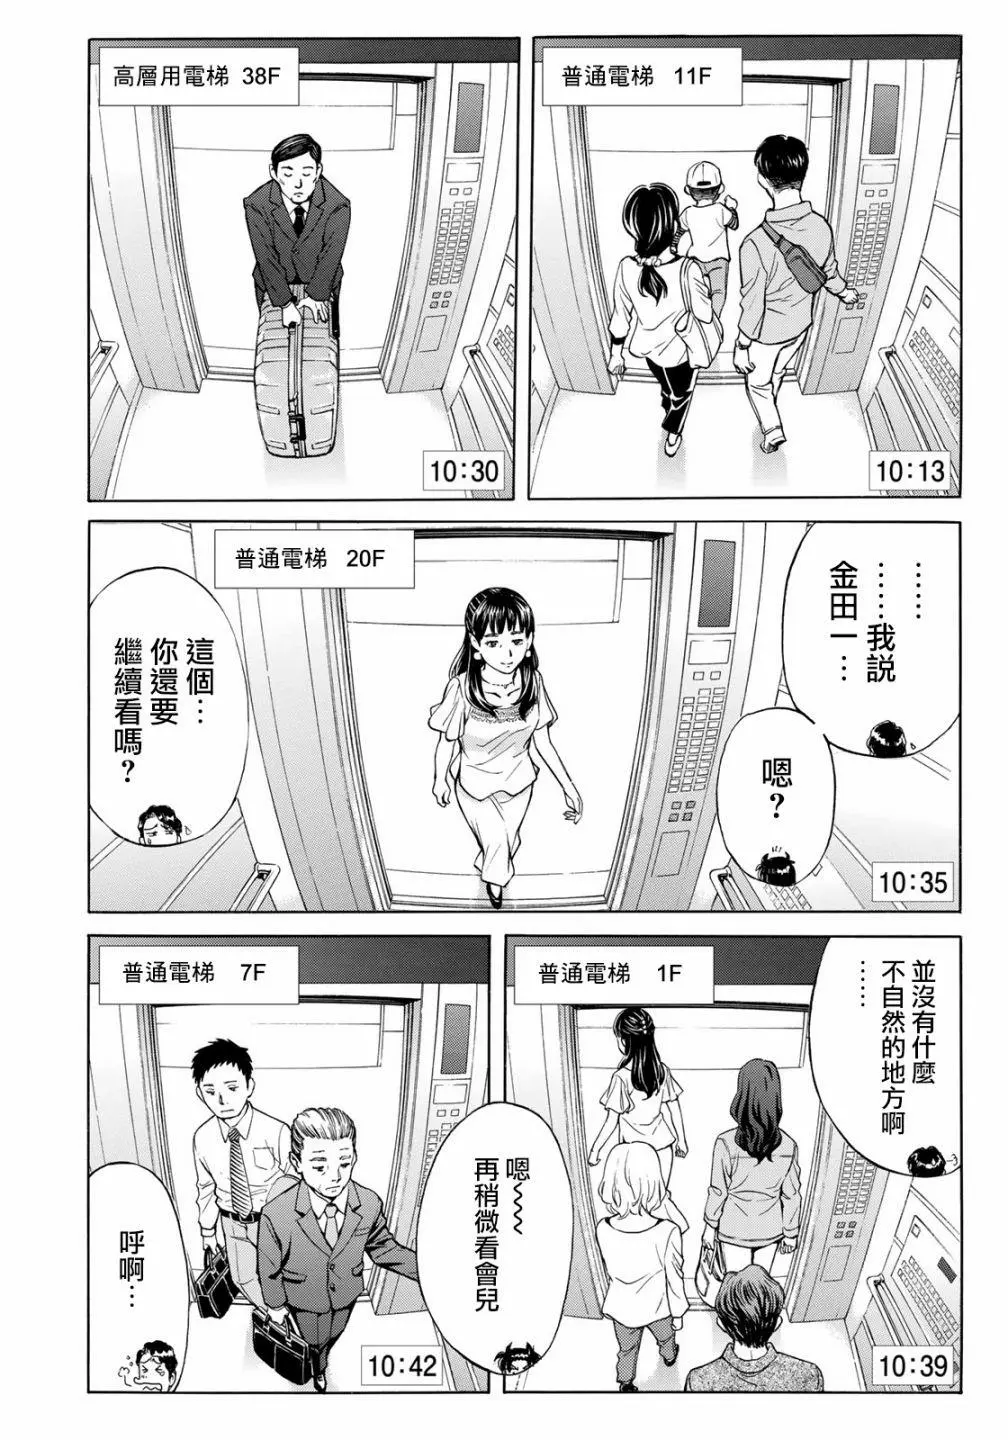 普通電梯 11F
10:13
高層用電梯 38F
10:30
普通電梯 20F
……
……我説
金田一…
嗯？
這個…
你還要
繼續看嗎？
10:35
並沒有什麼
不自然的地方啊
……
普通電梯 1F
10:39
嗯~~~
再稍微看會兒
普通電梯 7F
呼啊…
10:42